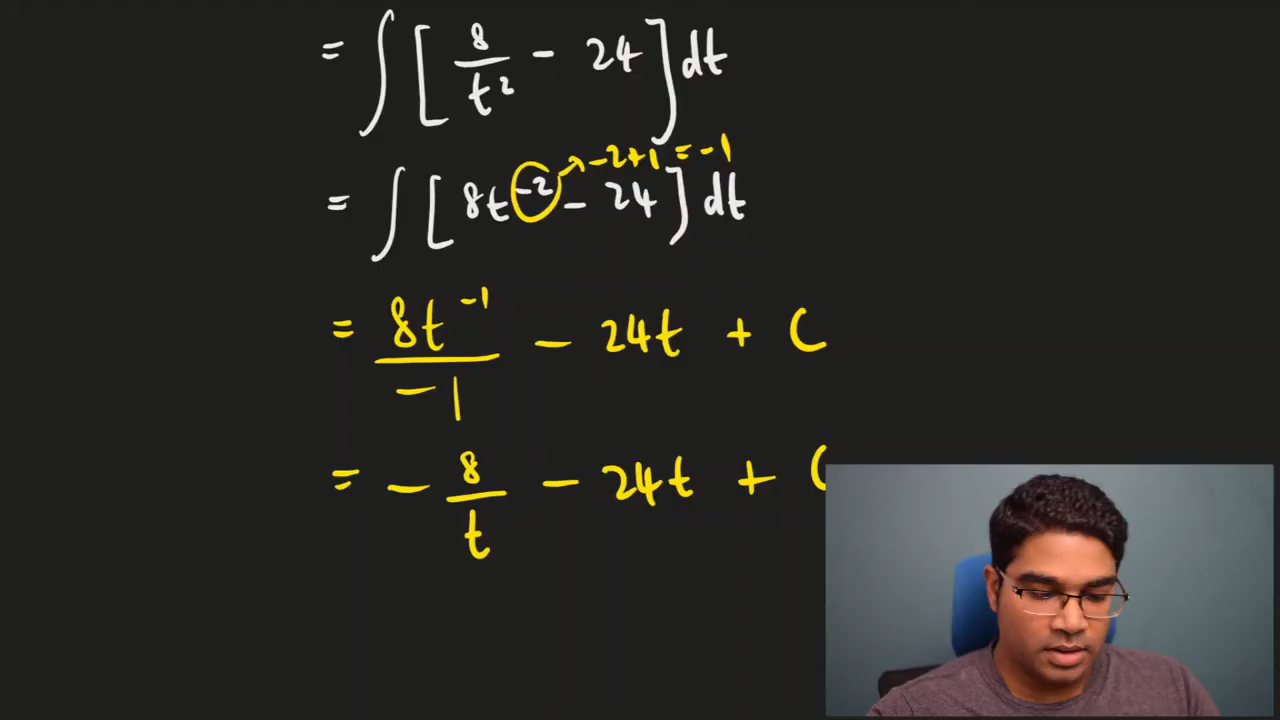 = ∫ [ 8/t² - 24 ] dt
-2+1 = -1
= ∫ [ 8t⁻² - 24 ] dt
= 8t⁻¹/-1 - 24t + C
= - 8/t - 24t + C